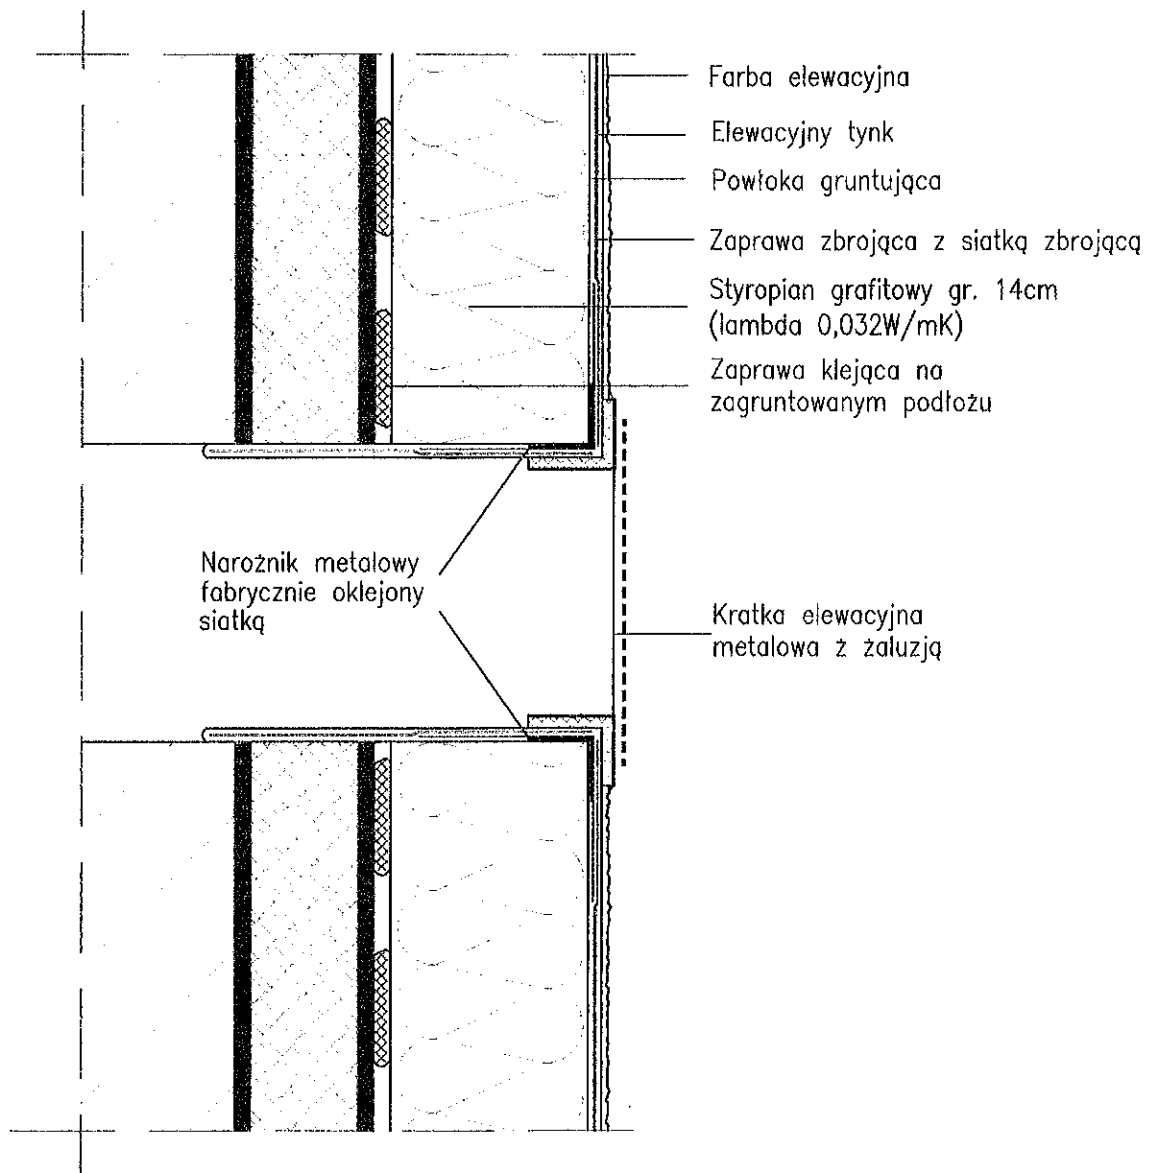 Farba elewacyjna
Elewacyjny tynk
Powłoka gruntująca
Zaprawa zbrojąca z siatką zbrojącą
Styropian grafitowy gr. 14cm
(lambda 0,032W/mK)
Zaprawa klejąca na
zagruntowanym podłożu
Narożnik metalowy
fabrycznie oklejony
siatką
Kratka elewacyjna
metalowa ż żaluzją